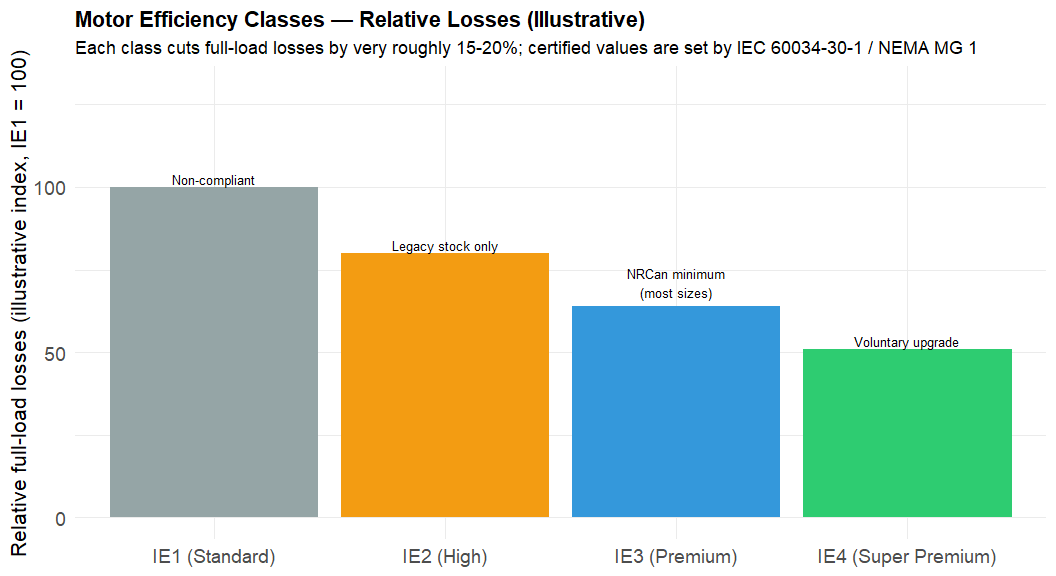 Motor Efficiency Classes — Relative Losses (Illustrative)
Each class cuts full-load losses by very roughly 15-20%; certified values are set by IEC 60034-30-1 / NEMA MG 1
Relative full-load losses (illustrative index, IE1 = 100)
100
50
0
Non-compliant
Legacy stock only
NRCan minimum
(most sizes)
Voluntary upgrade
IE1 (Standard)
IE2 (High)
IE3 (Premium)
IE4 (Super Premium)